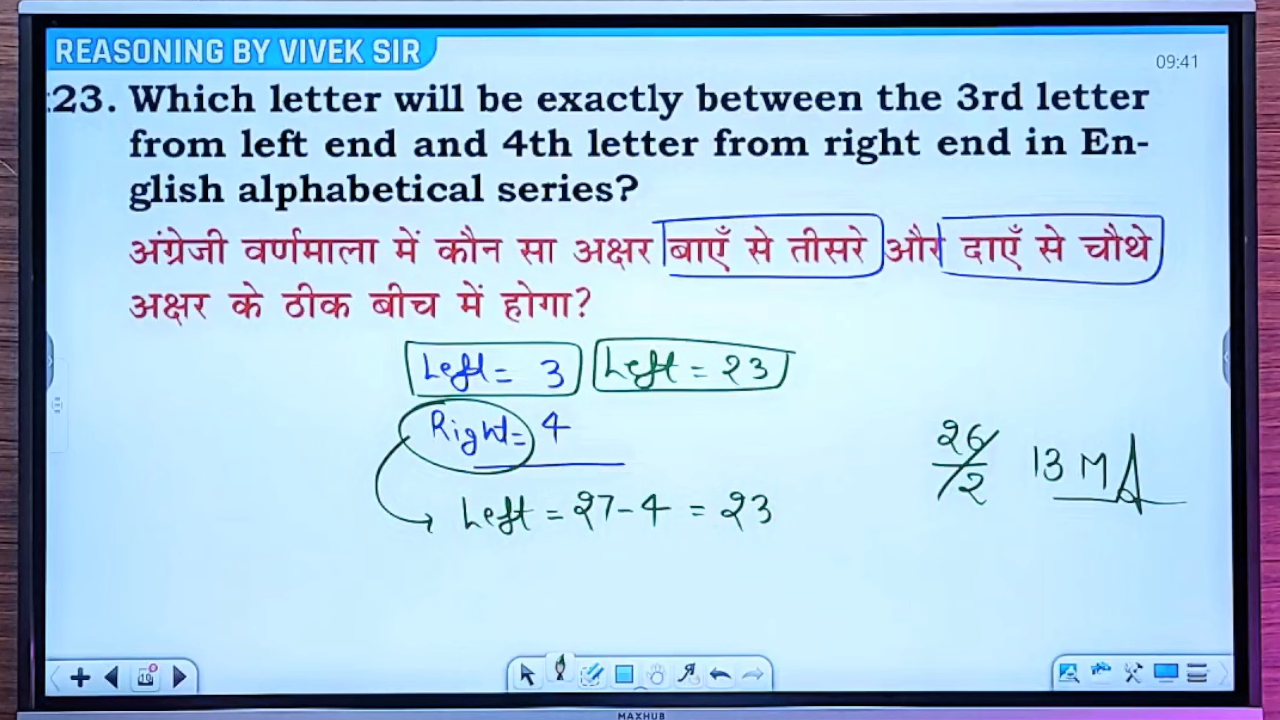 REASONING BY VIVEK SIR
09:41
23. Which letter will be exactly between the 3rd letter
from left end and 4th letter from right end in En-
glish alphabetical series?
अंग्रेजी वर्णमाला में कौन सा अक्षर बाएँ से तीसरे और दाएँ से चौथे
अक्षर के ठीक बीच में होगा?
Left = 3 Left = 23
Right = 4
Left = 27 - 4 = 23
26/2 13 M
MAXHUB